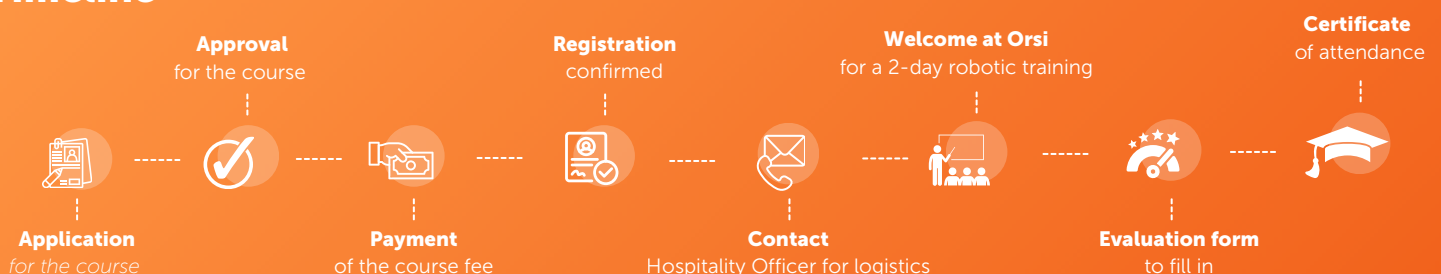 Timeline
Application
for the course
Approval
for the course
Payment
of the course fee
Registration
confirmed
Contact
Hospitality Officer for logistics
Welcome at Orsi
for a 2-day robotic training
Evaluation form
to fill in
Certificate
of attendance